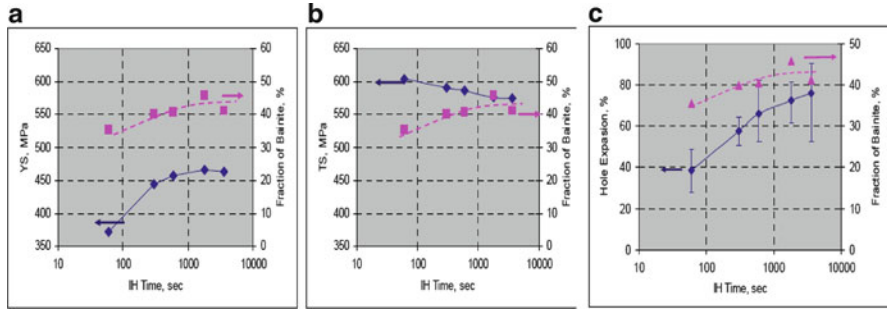 a
YS, MPa
650
600
550
500
450
400
350
60
50
40
30
20
10
0
Fraction of Bainite, %
10 100 1000 10000
IH Time, sec
b
TS, MPa
650
600
550
500
450
400
350
60
50
40
30
20
10
0
Fraction of Bainite, %
10 100 1000 10000
IH Time, sec
c
Hole Expasion, %
100
80
60
40
20
0
50
40
30
20
10
0
Fraction of Bainite, %
10 100 1000 10000
IH Time, sec